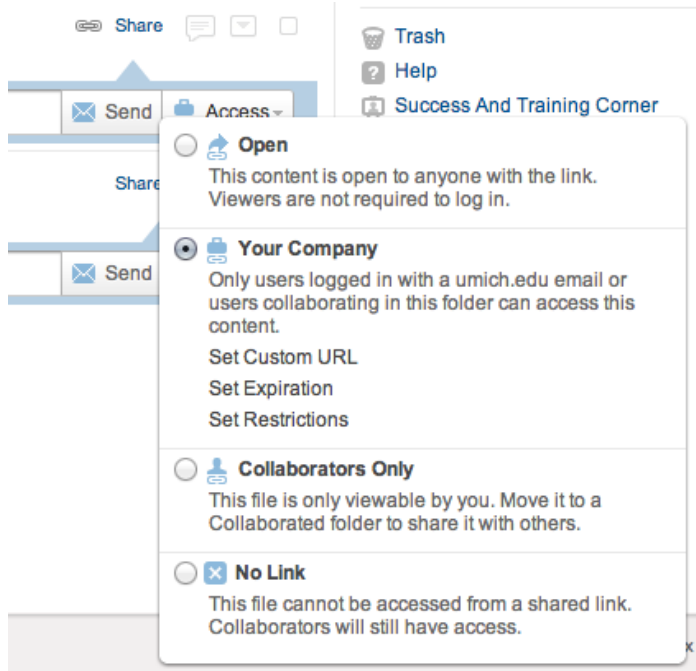 Share
Trash
Help
Success And Training Corner
Send
Access
Open
This content is open to anyone with the link.
Viewers are not required to log in.
Share
Your Company
Only users logged in with a umich.edu email or
users collaborating in this folder can access this
content.
Send
Set Custom URL
Set Expiration
Set Restrictions
Collaborators Only
This file is only viewable by you. Move it to a
Collaborated folder to share it with others.
No Link
This file cannot be accessed from a shared link.
Collaborators will still have access.
x